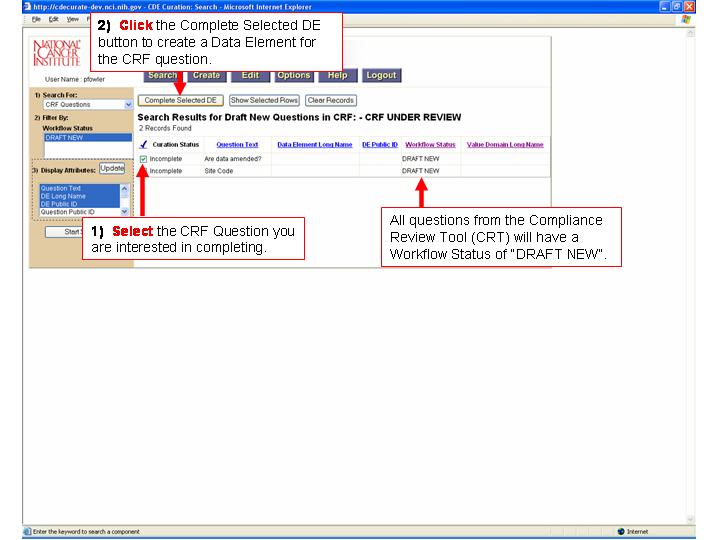 http://cdecurate-dev.nci.nih.gov - CDE Curation: Search - Microsoft Internet Explorer
File Edit View
2) Click the Complete Selected DE
button to create a Data Element for
the CRF question.
NATIONAL
CANCER
INSTITUTE
User Name : pfowler
Search Create Edit Options Help Logout
1) Search For:
CRF Questions
2) Filter By:
Workflow Status
DRAFT NEW
3) Display Attributes: Update
Question Text
DE Long Name
DE Public ID
Question Public ID
Start
Complete Selected DE Show Selected Rows Clear Records
Search Results for Draft New Questions in CRF: - CRF UNDER REVIEW
2 Records Found
Curation Status Question Text Data Element Long Name DE Public ID Workflow Status Value Domain Long Name
Incomplete Are data amended? DRAFT NEW
Incomplete Site Code DRAFT NEW
1) Select the CRF Question you
are interested in completing.
All questions from the Compliance
Review Tool (CRT) will have a
Workflow Status of "DRAFT NEW".
Enter the keyword to search a component
Internet